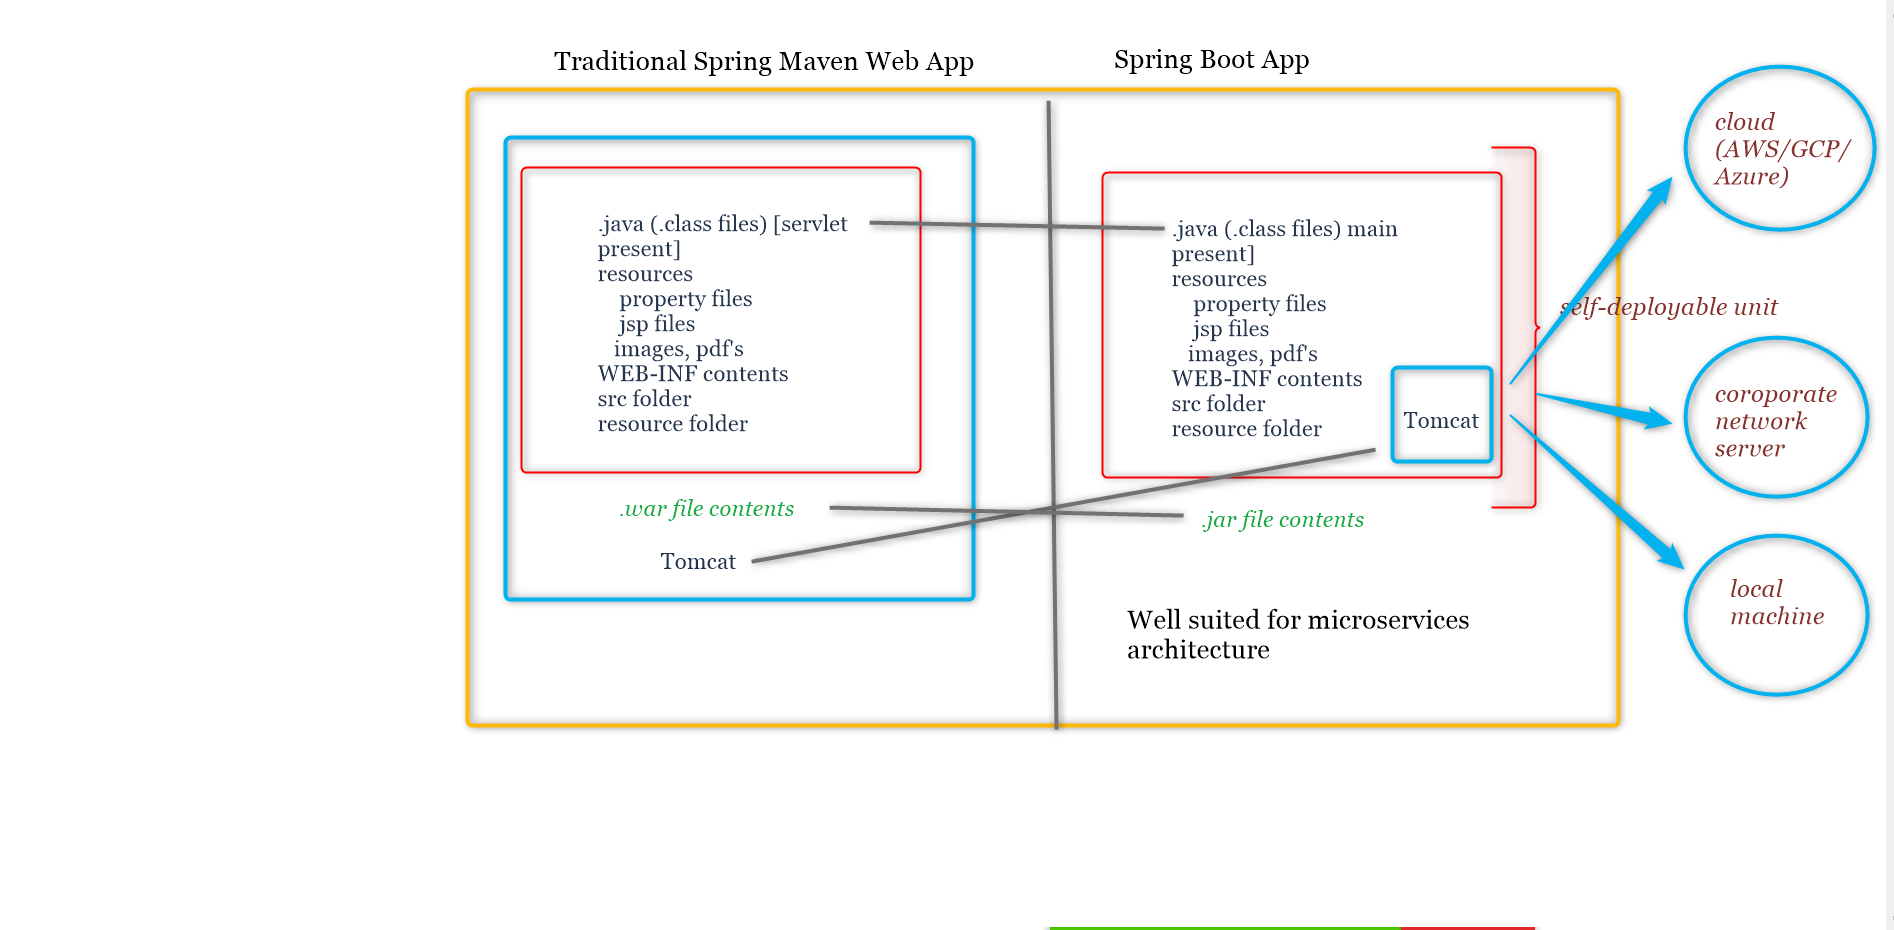 Traditional Spring Maven Web App
Spring Boot App
.java (.class files) [servlet
present]
resources
property files
jsp files
images, pdf's
WEB-INF contents
src folder
resource folder
.war file contents
Tomcat
.java (.class files) main
present]
resources
property files
jsp files
images, pdf's
WEB-INF contents
src folder
resource folder
Tomcat
.jar file contents
Well suited for microservices
architecture
self-deployable unit
cloud
(AWS/GCP/
Azure)
coroporate
network
server
local
machine